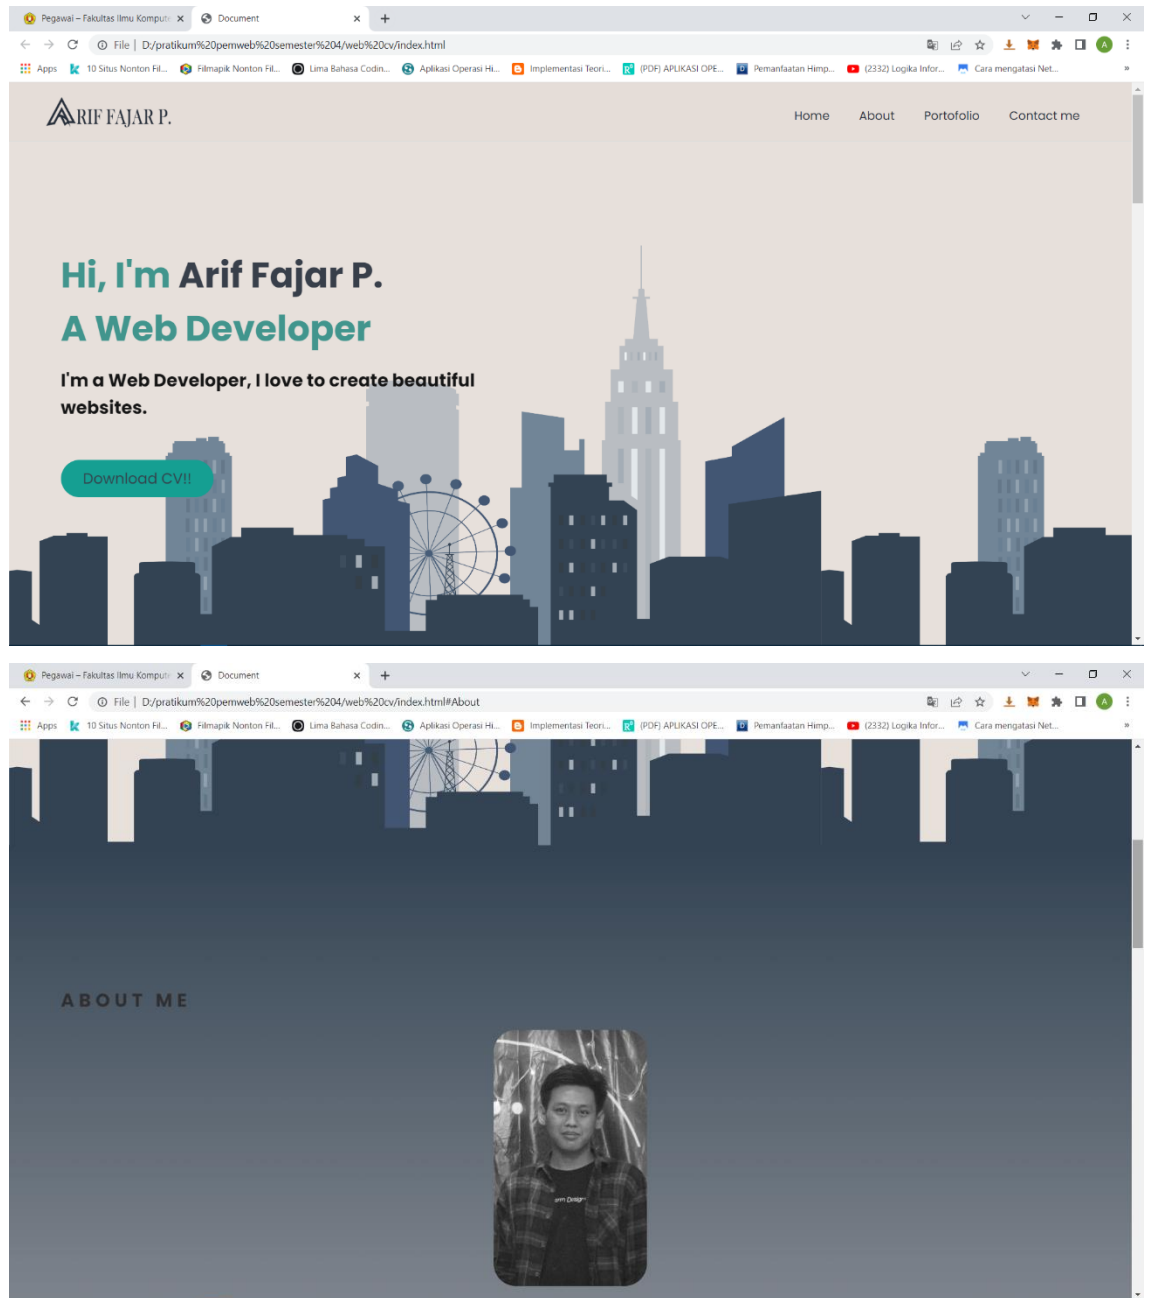 Pegawai – Fakultas Ilmu Kompute
Document
File | D:/pratikum%20pemweb%20semester%204/web%20cv/index.html
A
Apps 10 Situs Nonton Fil... Filmapik Nonton Fil... Lima Bahasa Codin... Aplikasi Operasi Hi... Implementasi Teori... (PDF) APLIKASI OPE... Pemanfaatan Himp... (2332) Logika Infor... Cara mengatasi Net... »
ARIF FAJAR P.
Home About Portofolio Contact me
Hi, I'm Arif Fajar P.
A Web Developer
I'm a Web Developer, I love to create beautiful
websites.
Download CV!!
Pegawai – Fakultas Ilmu Kompute
Document
File | D:/pratikum%20pemweb%20semester%204/web%20cv/index.html#About
A
Apps 10 Situs Nonton Fil... Filmapik Nonton Fil... Lima Bahasa Codin... Aplikasi Operasi Hi... Implementasi Teori... (PDF) APLIKASI OPE... Pemanfaatan Himp... (2332) Logika Infor... Cara mengatasi Net... »
ABOUT ME